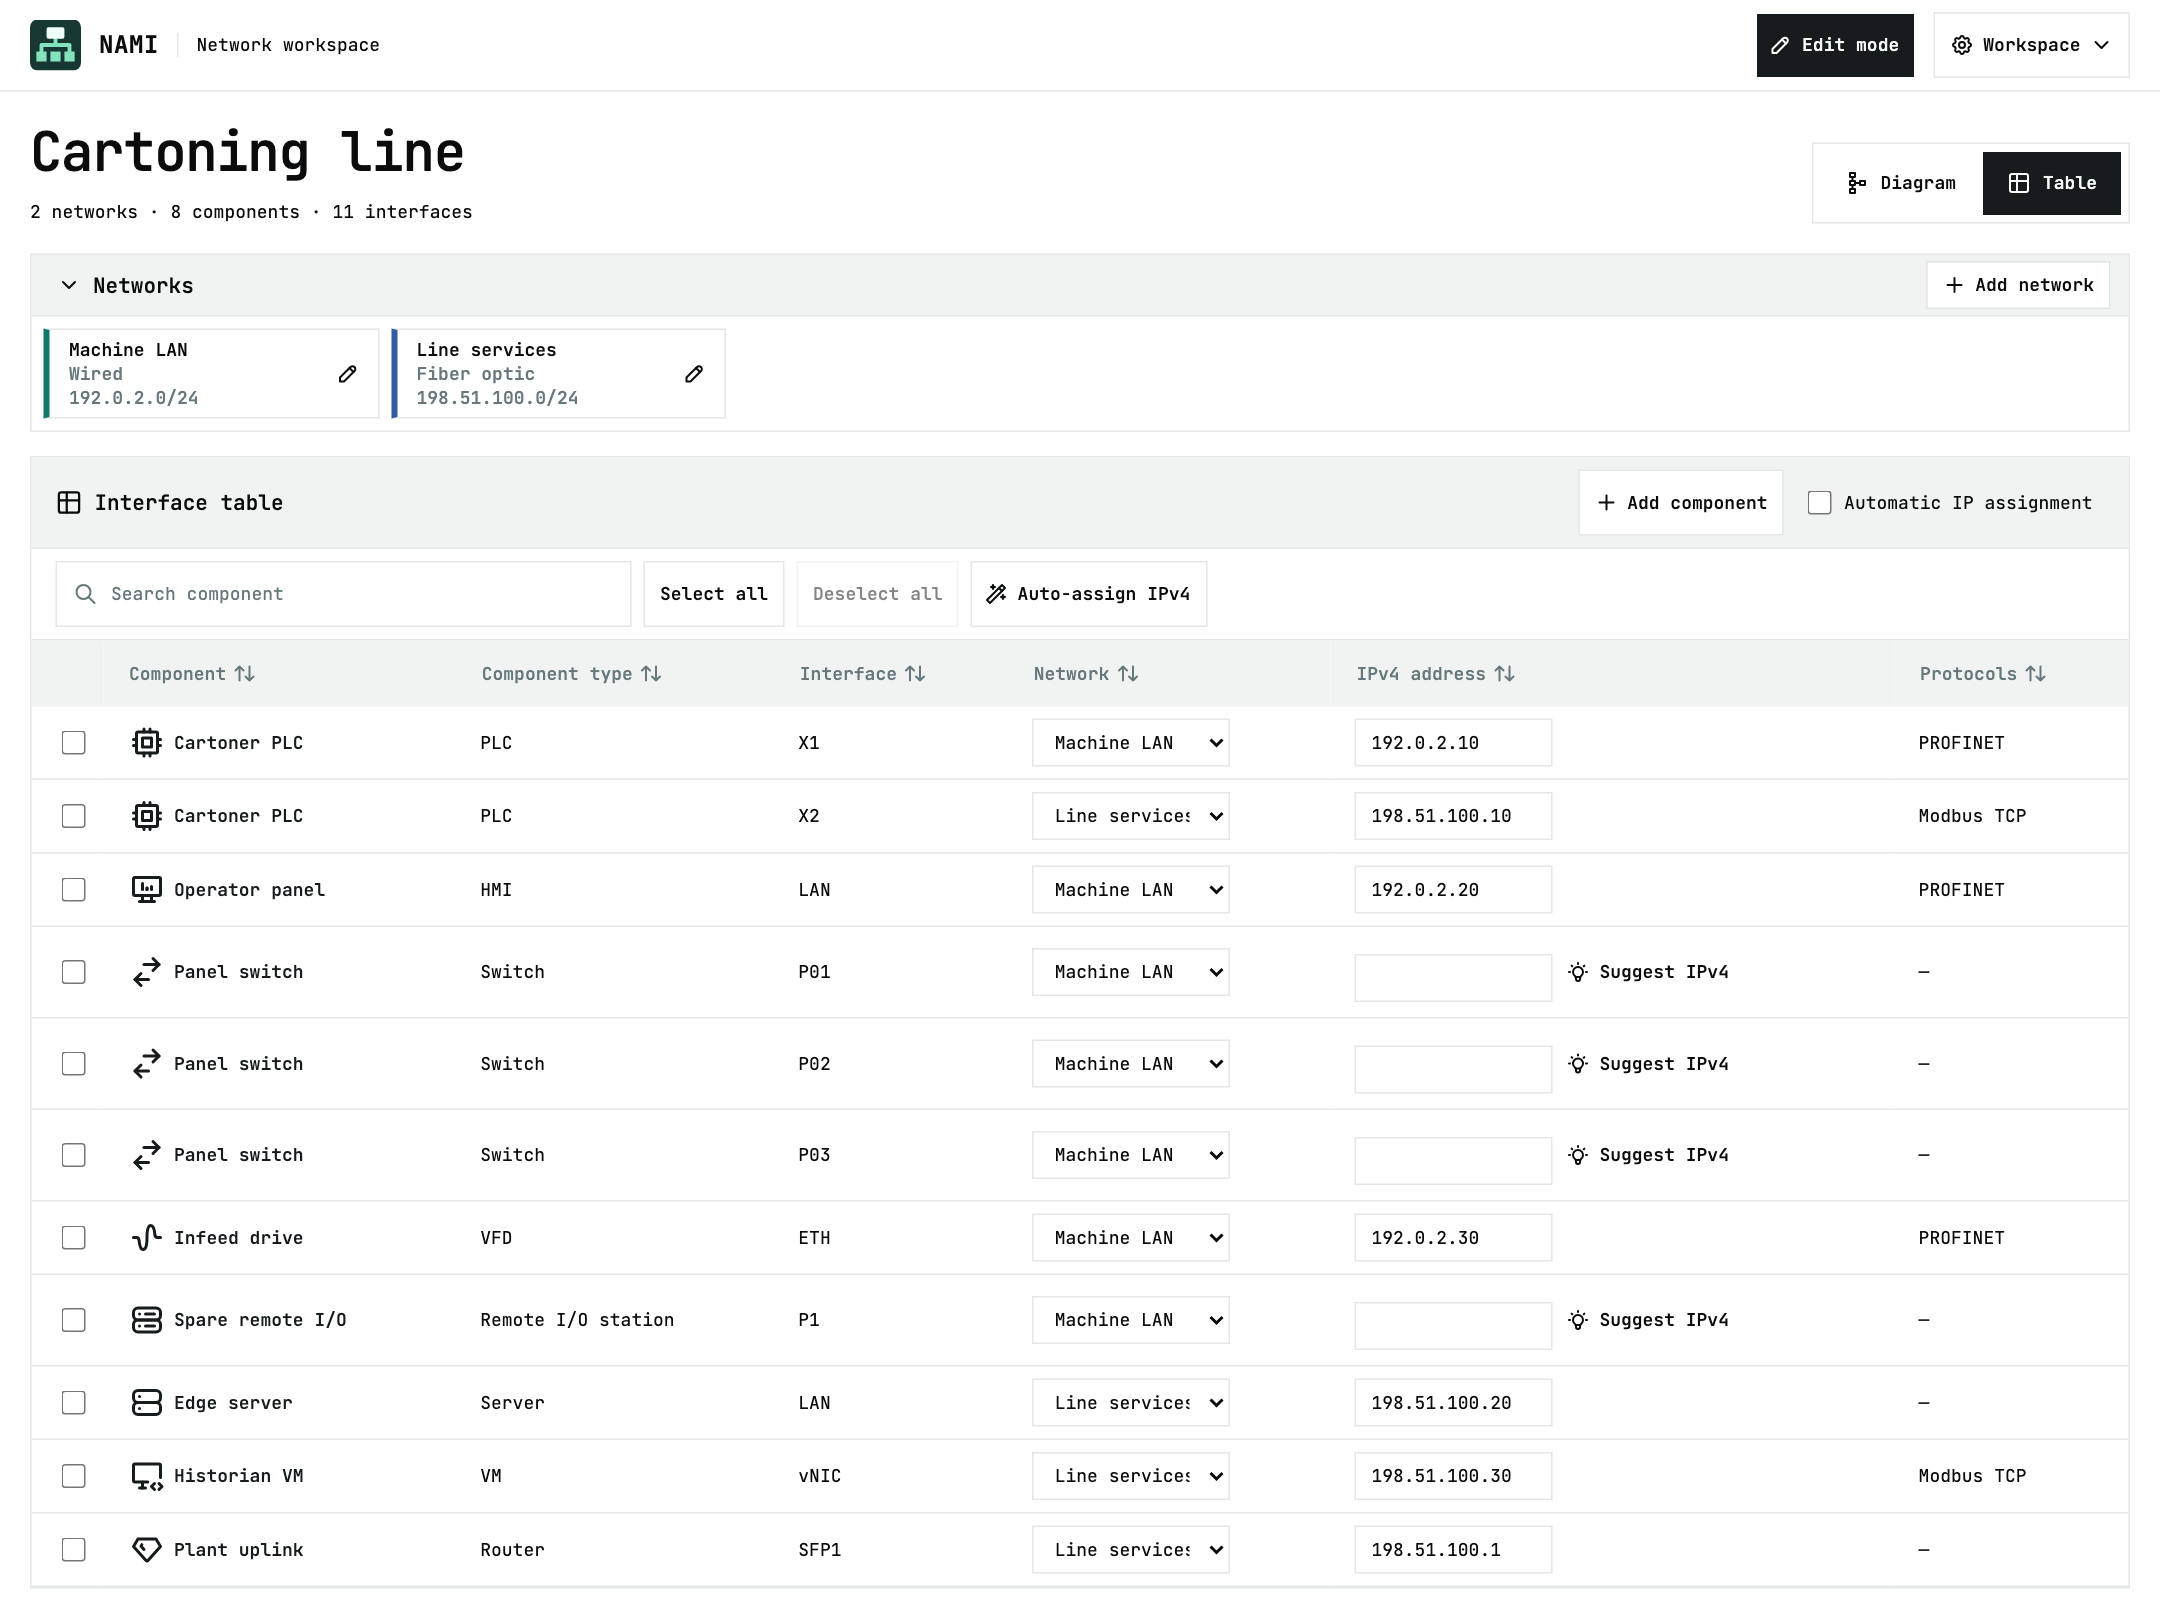 NAMI
Network workspace
Edit mode
Workspace
Cartoning line
2 networks · 8 components · 11 interfaces
Diagram
Table
Networks
Add network
Machine LAN
Wired
192.0.2.0/24
Line services
Fiber optic
198.51.100.0/24
Interface table
Add component
Automatic IP assignment
Search component
Select all
Deselect all
Auto-assign IPv4
Component Component type Interface Network IPv4 address Protocols
Cartoner PLC PLC X1 Machine LAN 192.0.2.10 PROFINET
Cartoner PLC PLC X2 Line services 198.51.100.10 Modbus TCP
Operator panel HMI LAN Machine LAN 192.0.2.20 PROFINET
Panel switch Switch P01 Machine LAN Suggest IPv4 –
Panel switch Switch P02 Machine LAN Suggest IPv4 –
Panel switch Switch P03 Machine LAN Suggest IPv4 –
Infeed drive VFD ETH Machine LAN 192.0.2.30 PROFINET
Spare remote I/O Remote I/O station P1 Machine LAN Suggest IPv4 –
Edge server Server LAN Line services 198.51.100.20 –
Historian VM VM vNIC Line services 198.51.100.30 Modbus TCP
Plant uplink Router SFP1 Line services 198.51.100.1 –